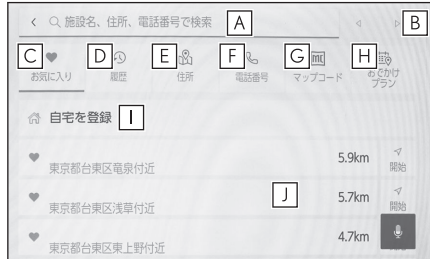 施設名、住所、電話番号で検索 A B
C D E F G H
お気に入り 履歴 住所 電話番号 マップコード おでかけプラン
自宅を登録 I
5.9km
東京都台東区竜泉付近 開始
J 5.7km
東京都台東区浅草付近 開始
4.7km
東京都台東区東上野付近